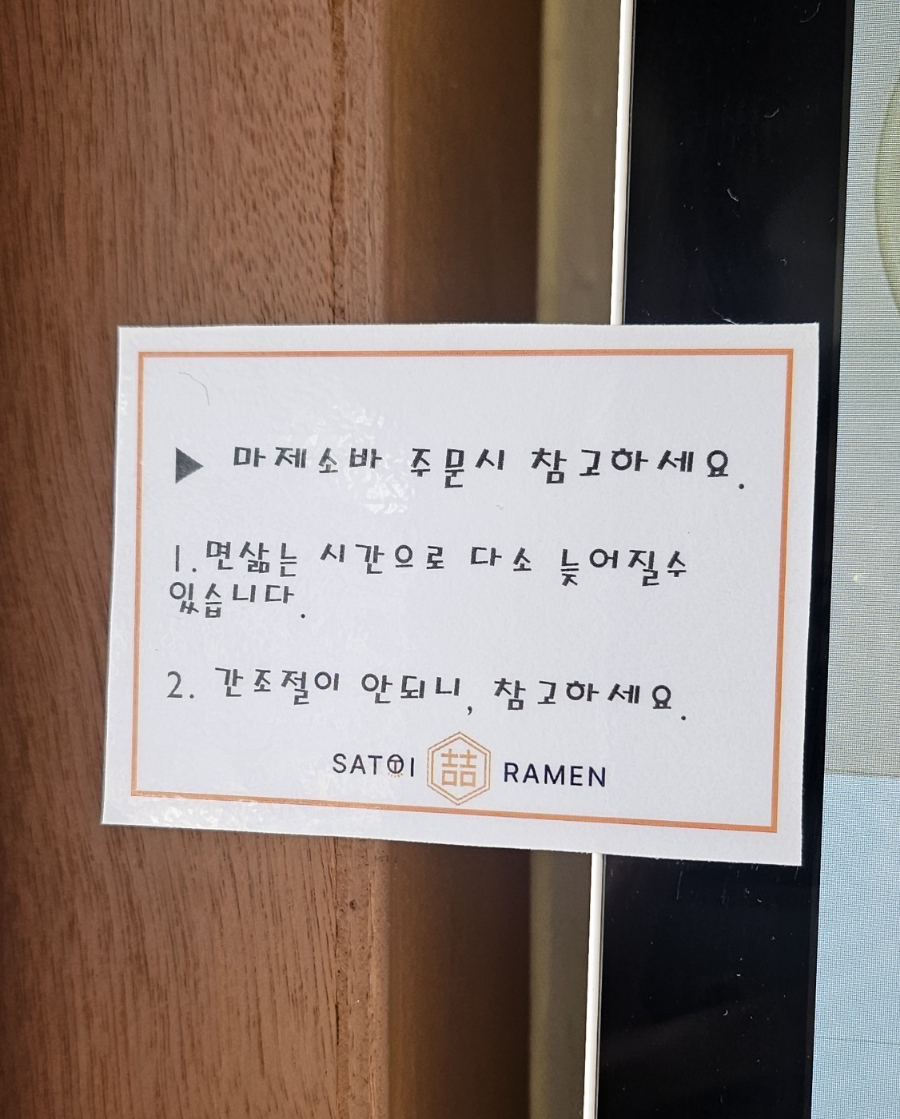 ▶ 마제소바 주문시 참고하세요.
1. 면삶는 시간으로 다소 늦어질수
있습니다.
2. 간조절이 안되니, 참고하세요.
SATOI 囍 RAMEN